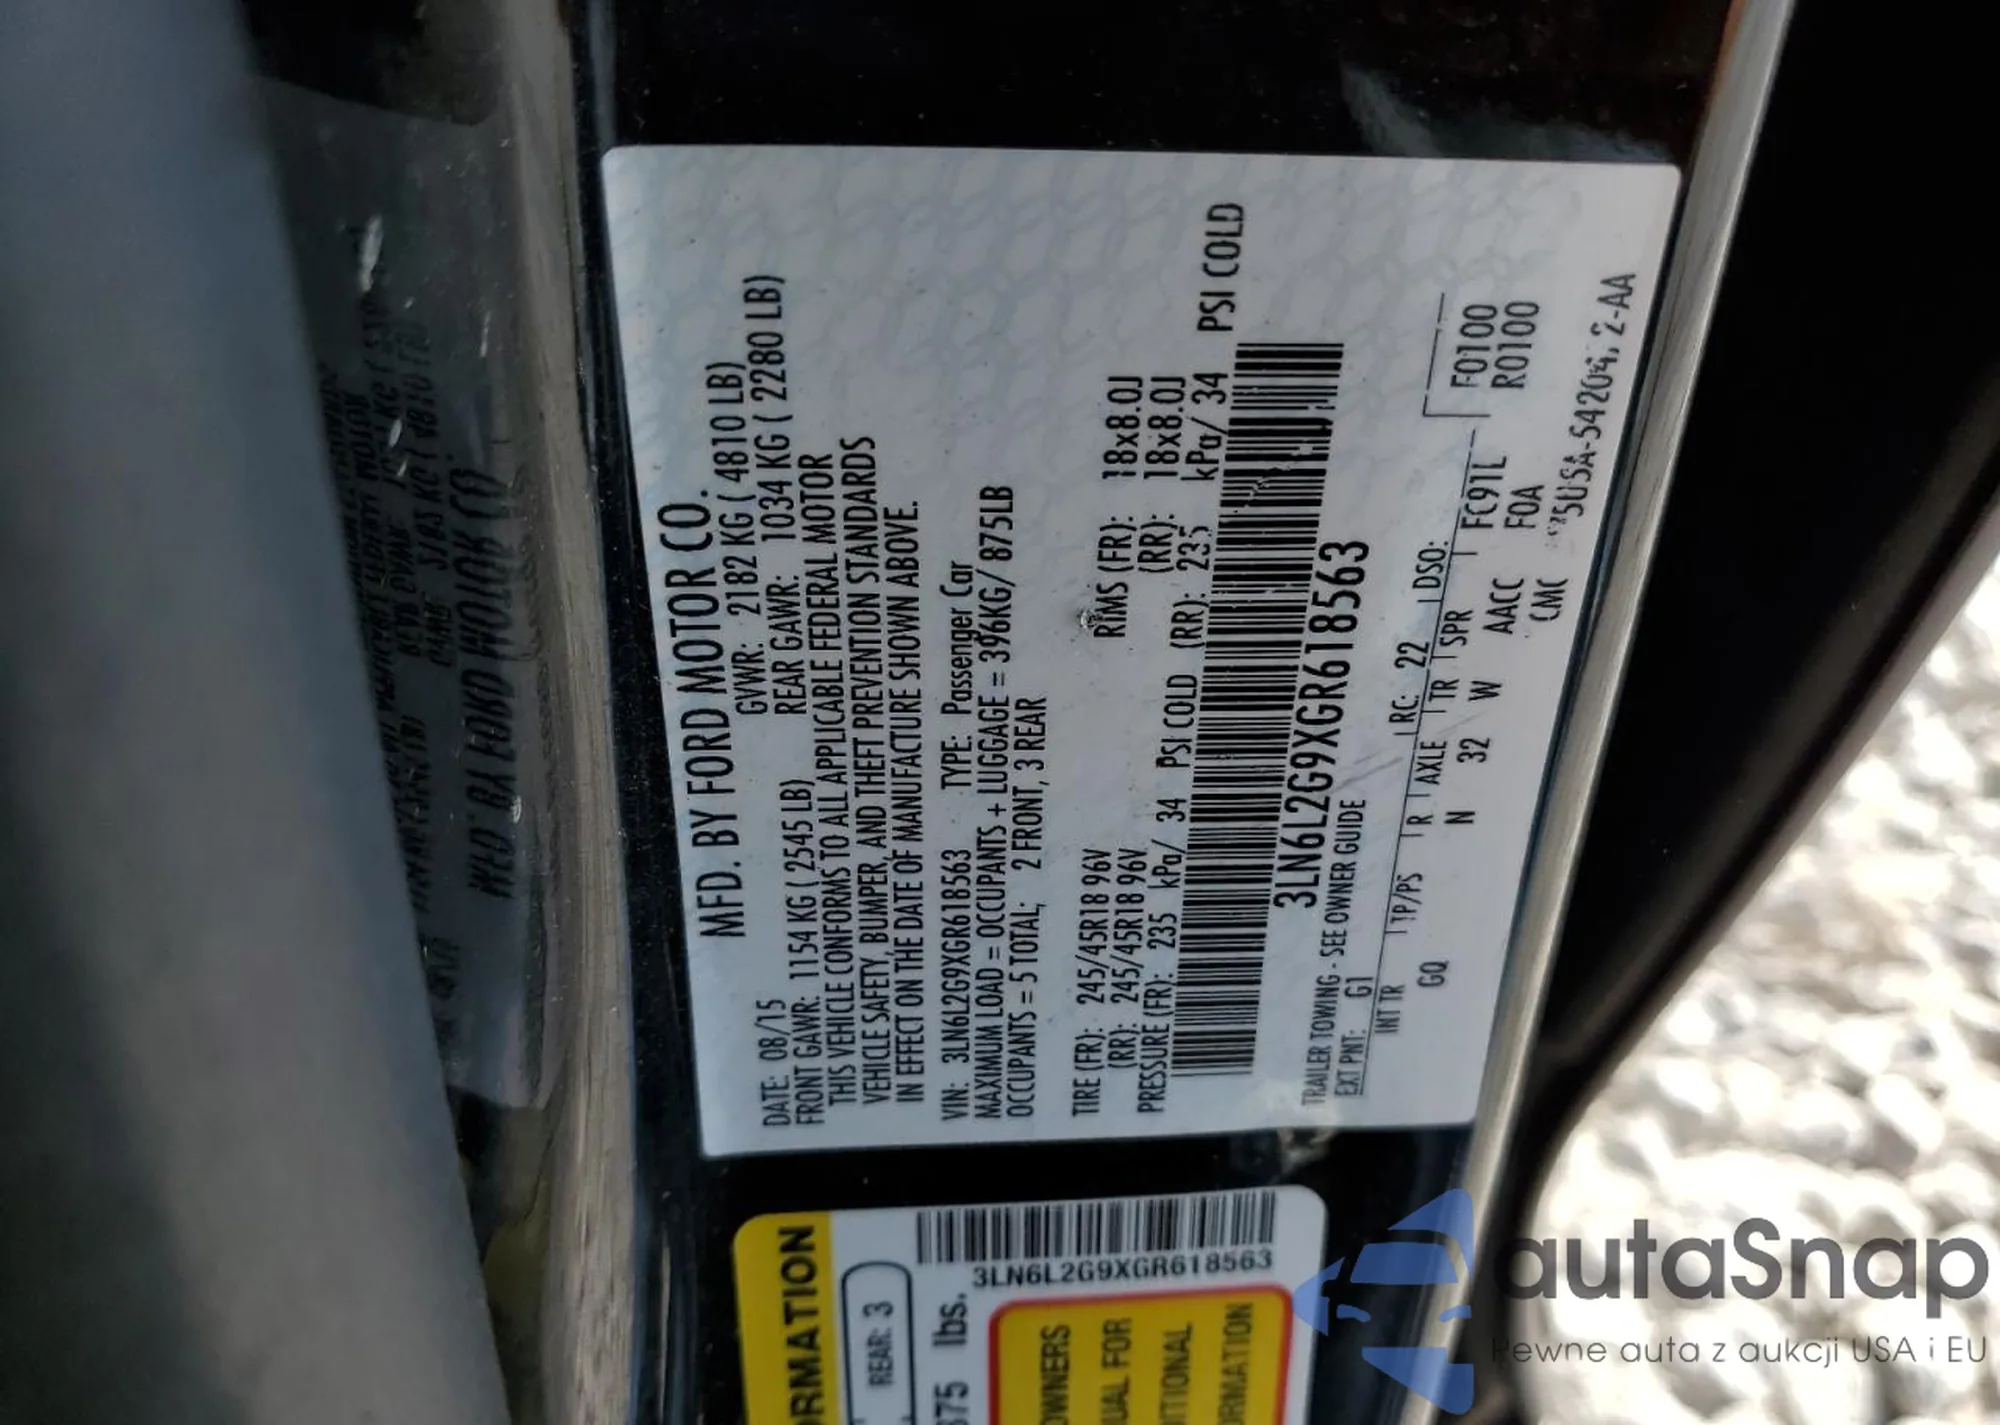 MFD. BY FORD MOTOR CO.
DATE: 08/15 GVWR: 2182 KG ( 4810 LB)
FRONT GAWR: 1154 KG ( 2545 LB) REAR GAWR: 1034 KG ( 2280 LB)
THIS VEHICLE CONFORMS TO ALL APPLICABLE FEDERAL MOTOR
VEHICLE SAFETY, BUMPER, AND THEFT PREVENTION STANDARDS
IN EFFECT ON THE DATE OF MANUFACTURE SHOWN ABOVE.
VIN: 3LN6L2G9XGR618563 TYPE: Passenger Car
MAXIMUM LOAD = OCCUPANTS + LUGGAGE = 396KG/ 875LB
OCCUPANTS = 5 TOTAL; 2 FRONT, 3 REAR
TIRE (FR): 245/45R18 96V RIMS (FR): 18x8.0J
(RR): 245/45R18 96V (RR): 18x8.0J
PRESSURE (FR): 235 kPa/ 34 PSI COLD (RR): 235 kPa/ 34 PSI COLD
3LN6L2G9XGR618563
TRAILER TOWING - SEE OWNER GUIDE
EXT PNT: G1 RC: 22 DSO:
INT TR TP/PS R AXLE TR SPR
GQ N 32 W AACC FC91L F0100
CMC F0A R0100
2-AA
ORMATION
REAR: 3
3LN6L2G9XGR618563
375 lbs.
OWNERS
UAL FOR
ITIONAL
ORMATION
autaSnap
Pewne auta z aukcji USA i EU